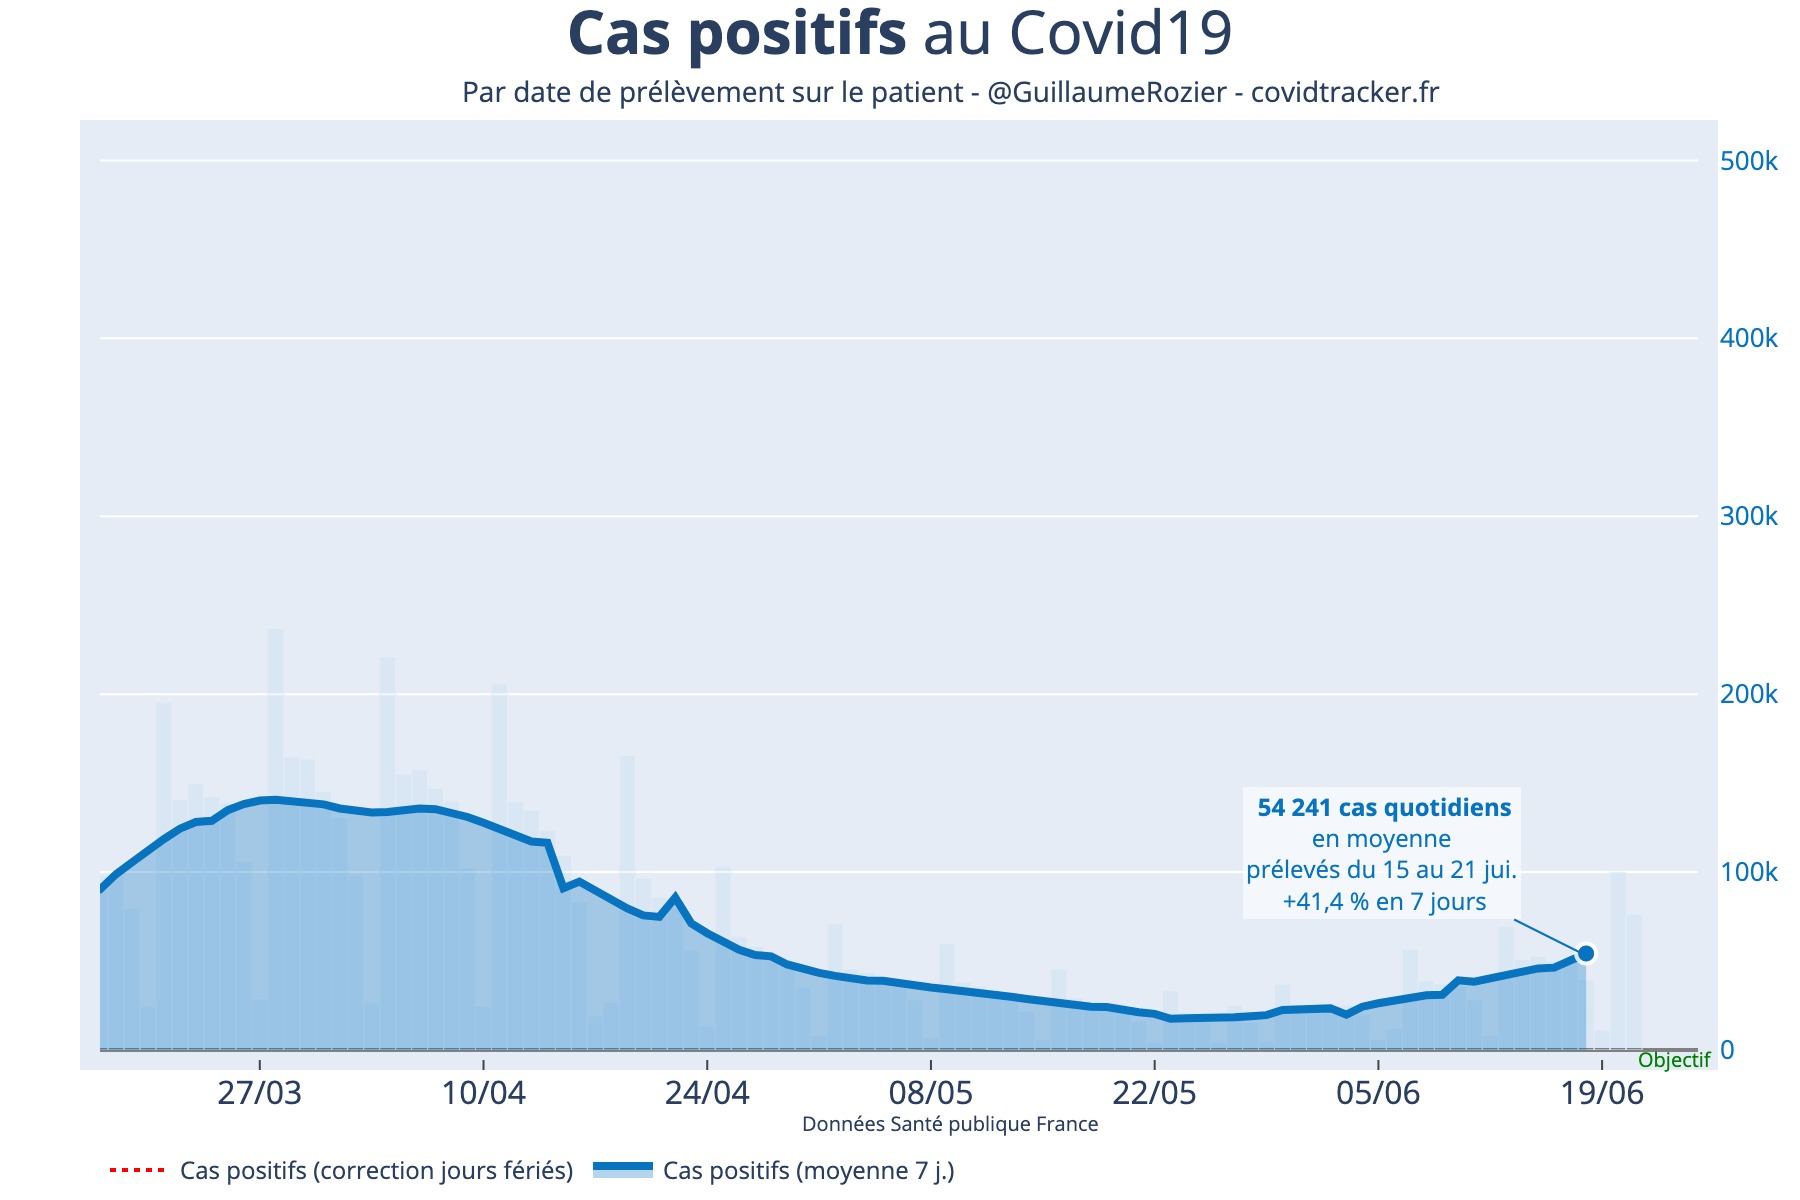 Cas positifs au Covid19
Par date de prélèvement sur le patient - @GuillaumeRozier - covidtracker.fr
500k
400k
300k
200k
100k
0
54 241 cas quotidiens
en moyenne
prélevés du 15 au 21 jui.
+41,4 % en 7 jours
Objectif
27/03 10/04 24/04 08/05 22/05 05/06 19/06
Données Santé publique France
Cas positifs (correction jours fériés) Cas positifs (moyenne 7 j.)